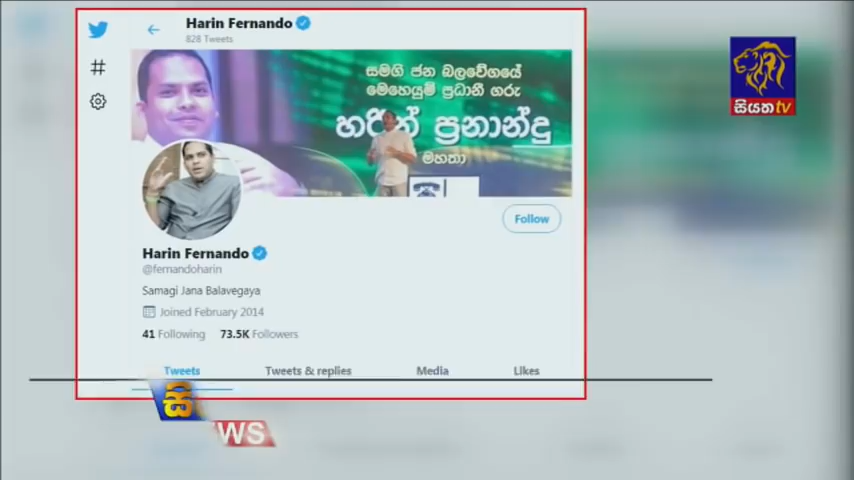 Harin Fernando
828 Tweets
සමගි ජන බලවේගයේ
මෙහෙයුම් ප්‍රධානී ගරු
හරින් ප්‍රනාන්දු
මහතා
සියත tv
Follow
Harin Fernando
@fernandoharin
Samagi Jana Balavegaya
Joined February 2014
41 Following 73.5K Followers
Tweets Tweets & replies Media Likes